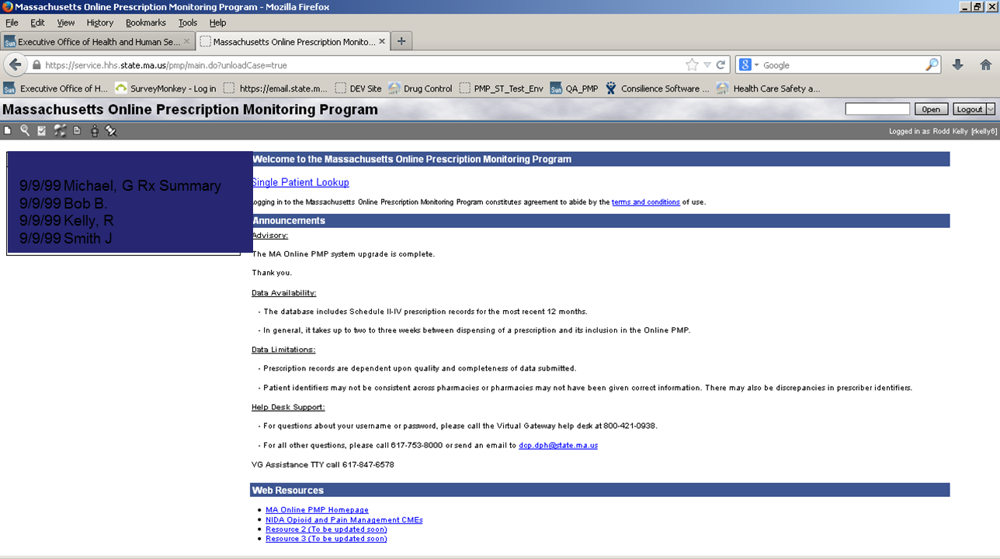 Massachusetts Online Prescription Monitoring Program - Mozilla Firefox
File Edit View History Bookmarks Tools Help
Executive Office of Health and Human Se... Massachusetts Online Prescription Monito...
https://service.hhs.state.ma.us/pmp/main.do?unloadCase=true Google
Executive Office of H... SurveyMonkey - Log in https://email.state.m... DEV Site Drug Control PMP_ST_Test_Env QA_PMP Consilience Software ... Health Care Safety a...
Massachusetts Online Prescription Monitoring Program Open Logout
Logged in as Rodd Kelly [rkelly6]
9/9/99 Michael, G Rx Summary
9/9/99 Bob B.
9/9/99 Kelly, R
9/9/99 Smith J
Welcome to the Massachusetts Online Prescription Monitoring Program
Single Patient Lookup
ogging in to the Massachusetts Online Prescription Monitoring Program constitutes agreement to abide by the terms and conditions of use.
Announcements
Advisory:
The MA Online PMP system upgrade is complete.
Thank you.
Data Availability:
- The database includes Schedule II-IV prescription records for the most recent 12 months.
- In general, it takes up to two to three weeks between dispensing of a prescription and its inclusion in the Online PMP.
Data Limitations:
- Prescription records are dependent upon quality and completeness of data submitted.
- Patient identifiers may not be consistent across pharmacies or pharmacies may not have been given correct information. There may also be discrepancies in prescriber identifiers.
Help Desk Support:
- For questions about your username or password, please call the Virtual Gateway help desk at 800-421-0938.
- For all other questions, please call 617-753-8000 or send an email to dcp.dph@state.ma.us
VG Assistance TTY call 617-847-6578
Web Resources
• MA Online PMP Homepage
• NIDA Opioid and Pain Management CMEs
• Resource 2 (To be updated soon)
• Resource 3 (To be updated soon)